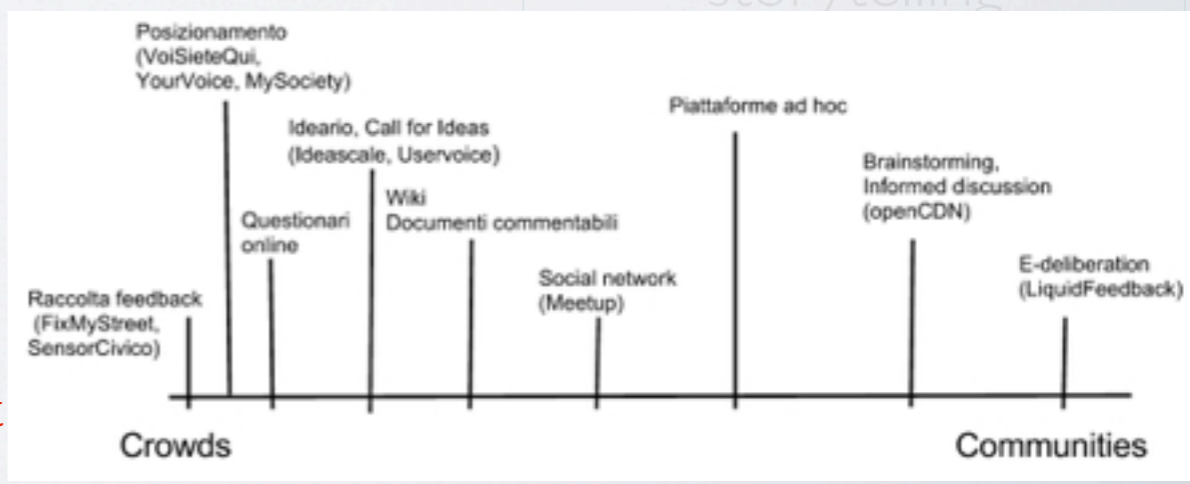 storytelling
Posizionamento
(VoiSieteQui,
YourVoice, MySociety)
Ideario, Call for Ideas
(Ideascale, Uservoice)
Piattaforme ad hoc
Brainstorming,
Informed discussion
(openCDN)
Wiki
Documenti commentabili
Questionari
online
Social network
(Meetup)
E-deliberation
(LiquidFeedback)
Raccolta feedback
(FixMyStreet,
SensorCivico)
Crowds
Communities